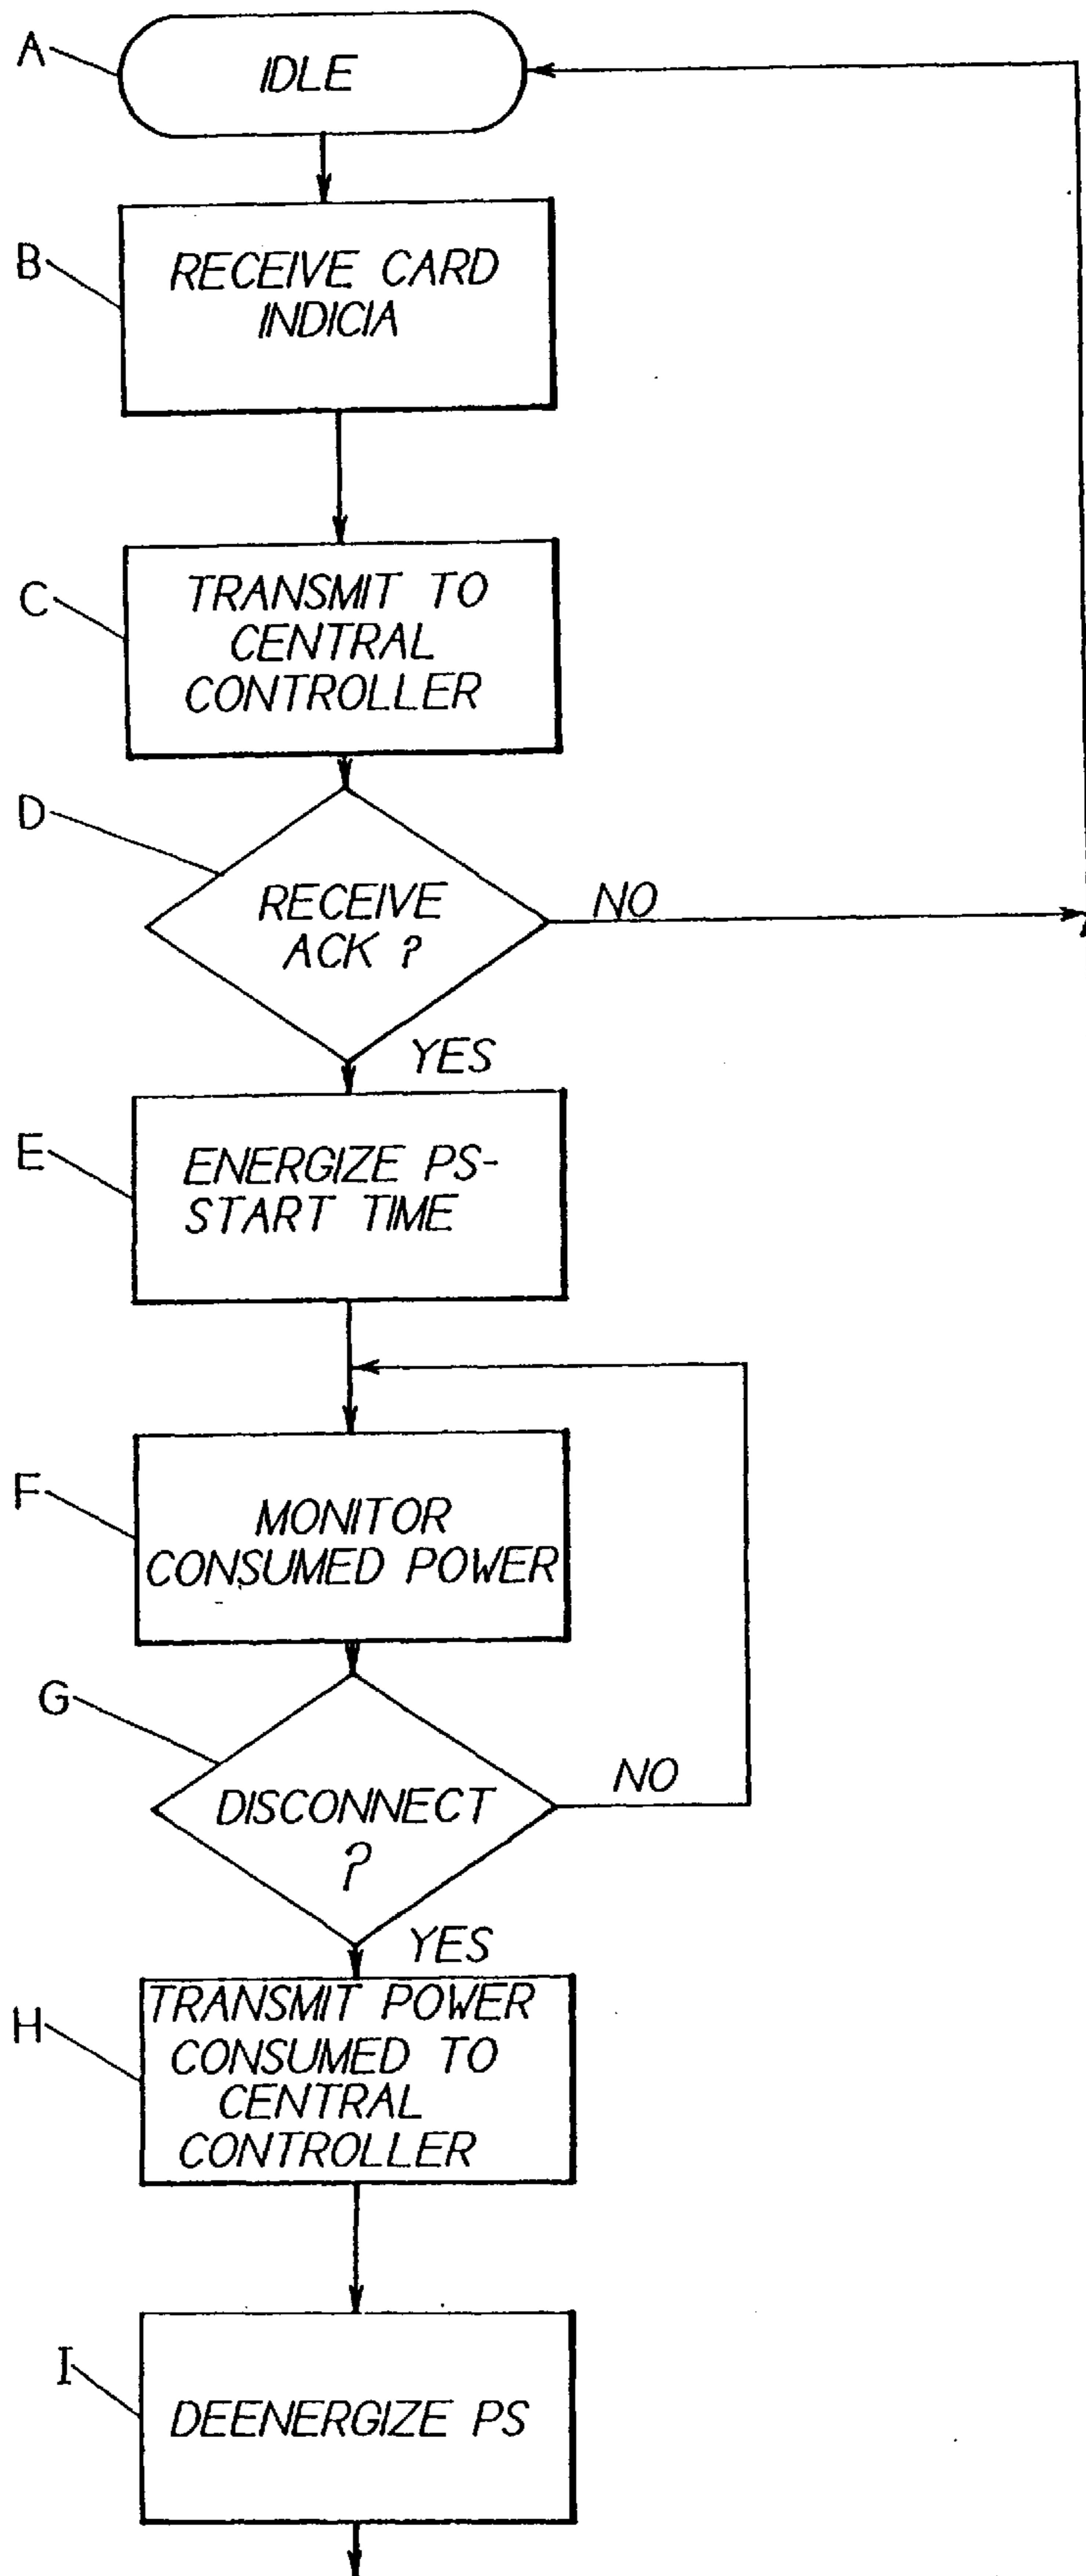 A
IDLE
B
RECEIVE CARD
INDICIA
C
TRANSMIT TO
CENTRAL
CONTROLLER
D
RECEIVE
ACK ?
NO
YES
E
ENERGIZE PS-
START TIME
F
MONITOR
CONSUMED POWER
G
DISCONNECT
?
NO
YES
H
TRANSMIT POWER
CONSUMED TO
CENTRAL
CONTROLLER
I
DEENERGIZE PS